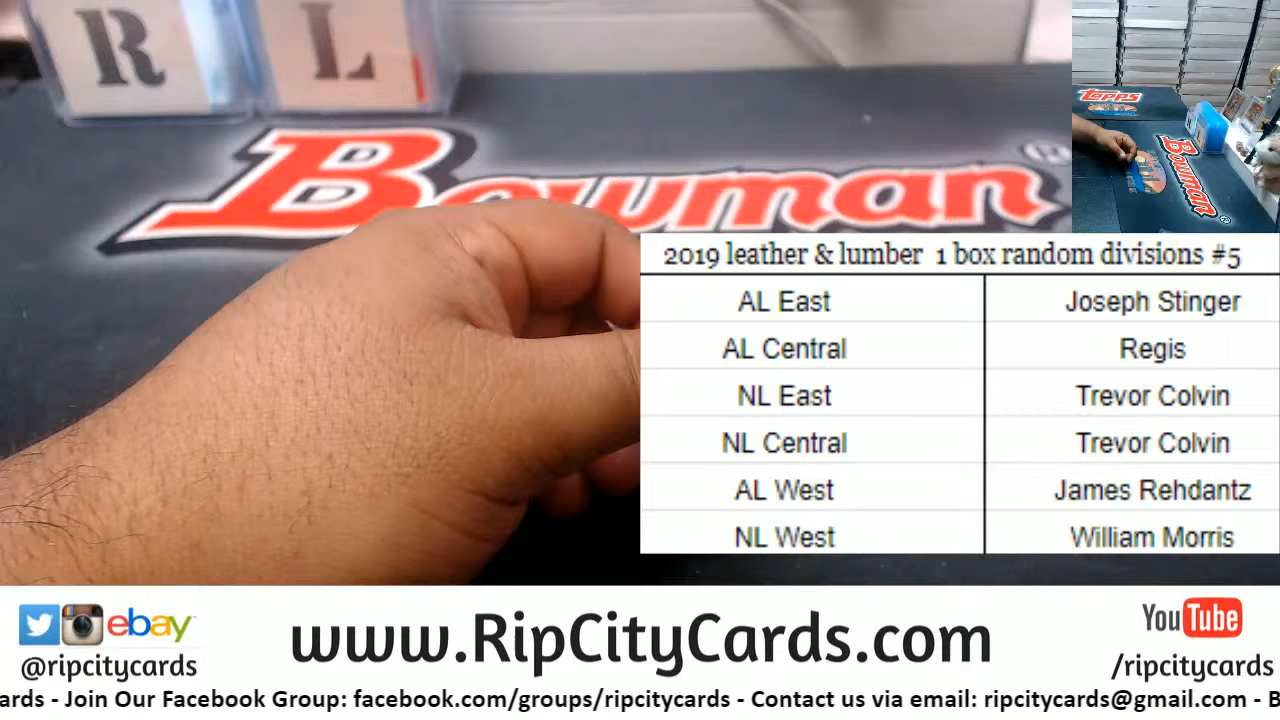 R L
Bowman®
Topps
Bowman
2019 leather & lumber 1 box random divisions #5
AL East Joseph Stinger
AL Central Regis
NL East Trevor Colvin
NL Central Trevor Colvin
AL West James Rehdantz
NL West William Morris
ebay
@ripcitycards
www.RipCityCards.com
YouTube
/ripcitycards
ards - Join Our Facebook Group: facebook.com/groups/ripcitycards - Contact us via email: ripcitycards@gmail.com - B